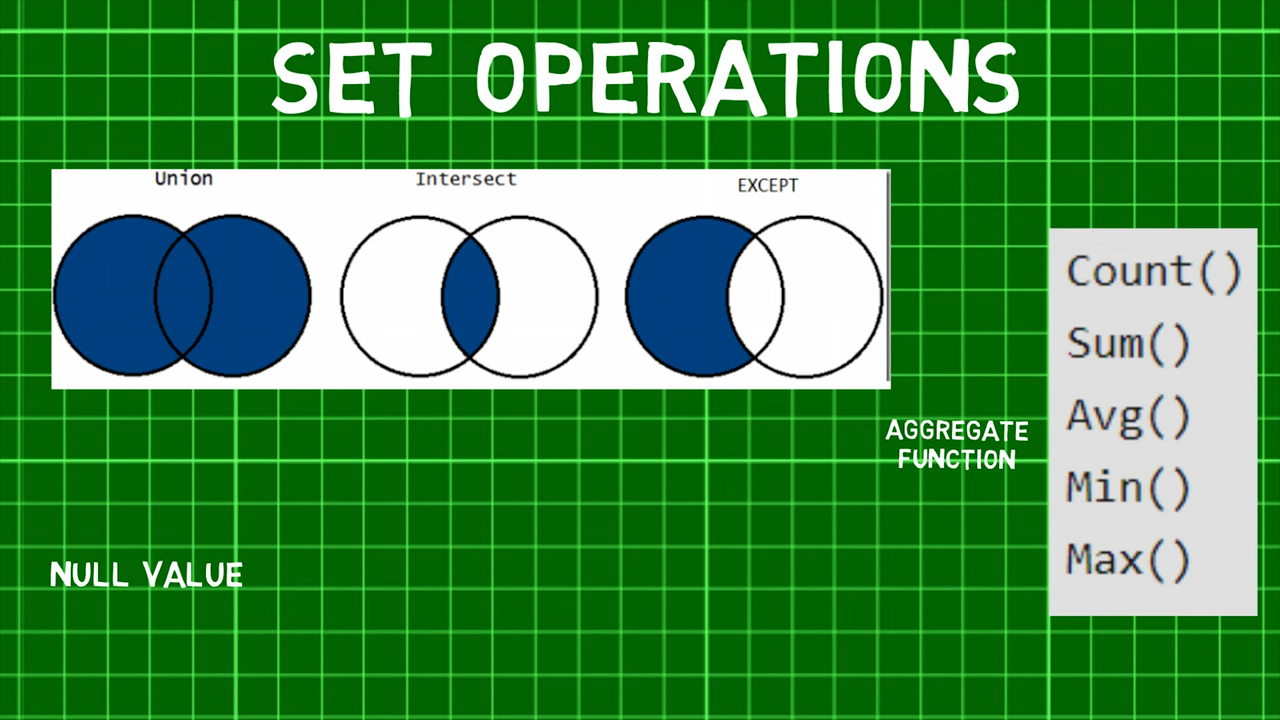 SET OPERATIONS
Union
Intersect
EXCEPT
Count()
Sum()
Avg()
Min()
Max()
AGGREGATE
FUNCTION
NULL VALUE